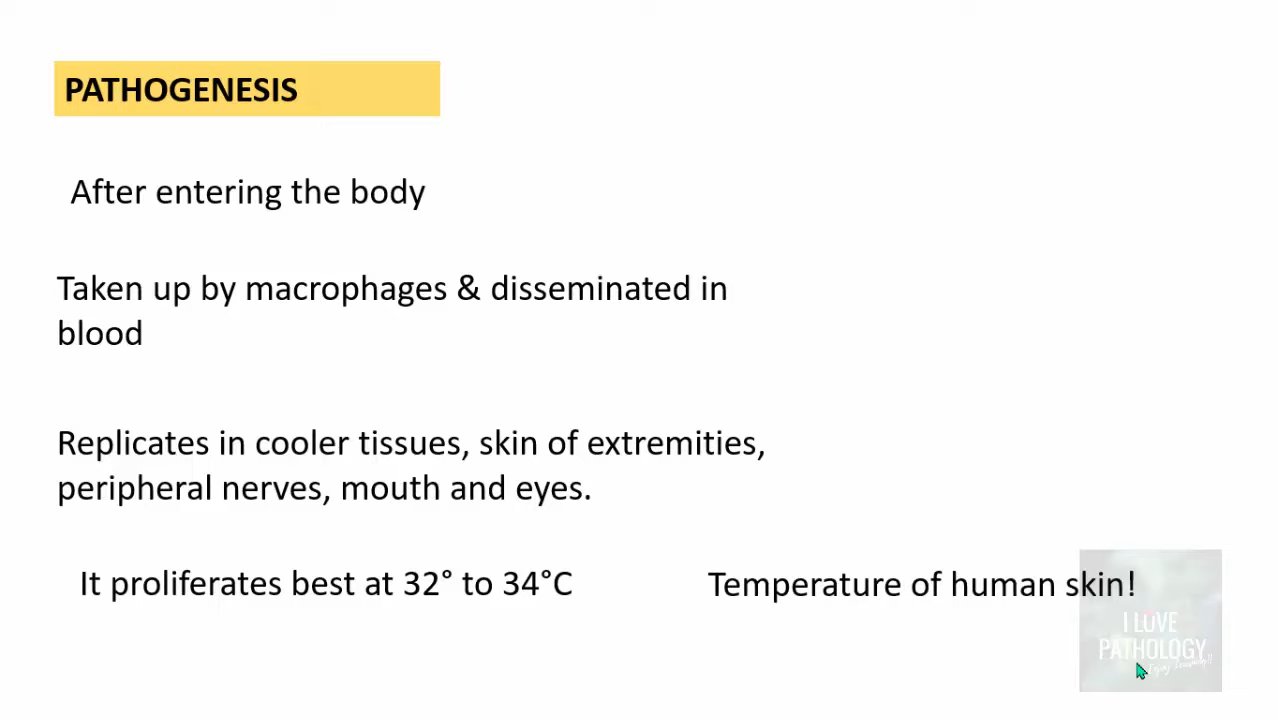 PATHOGENESIS
After entering the body
Taken up by macrophages & disseminated in
blood
Replicates in cooler tissues, skin of extremities,
peripheral nerves, mouth and eyes.
It proliferates best at 32° to 34°C
Temperature of human skin!
I LOVE
PATHOLOGY